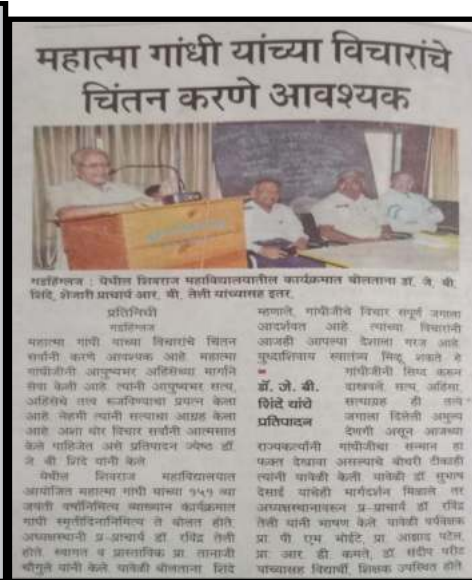 महात्मा गांधी यांच्या विचारांचे
चिंतन करणे आवश्यक
गडहिंग्लज : येथील शिवराज महाविद्यालयातील कार्यक्रमात बोलताना डॉ. जे. बी.
शिंदे, शेजारी प्राचार्य आर. बी. तेली यांच्यासह इतर.
प्रतिनिधी
गडहिंग्लज
महात्मा गांधी यांच्या विचारांचे चिंतन
सर्वांनी करणे आवश्यक आहे. महात्मा
गांधीजींनी आयुष्यभर अहिंसेच्या मार्गाने
सेवा केली आहे. त्यांनी आयुष्यभर सत्य,
अहिंसेचे तत्व रूजविण्याचा प्रयत्न केला
आहे. नेहमी त्यांनी सत्याचा आग्रह केला
आहे. अशा थोर विचार सर्वांनी आत्मसात
केले पाहिजेत असे प्रतिपादन ज्येष्ठ डॉ.
जे. बी. शिंदे यांनी केले.
येथील शिवराज महाविद्यालयात
आयोजित महात्मा गांधी यांच्या १५१ व्या
जयंती वर्षानिमित्य व्याख्यान कार्यक्रमात
गांधी स्मृतीदिनानिमित्य ते बोलत होते.
अध्यक्षस्थानी प्र-प्राचार्य डॉ. रविंद्र तेली
होते. स्वागत व प्रास्ताविक प्रा. तानाजी
चौगुले यांनी केले. यावेळी बोलताना शिंदे
म्हणाले, गांधीजींचे विचार संपूर्ण जगाला
आदर्शवत आहे. त्यांच्या विचारांनी
आजही आपल्या देशाला गरज आहे.
युध्दाशिवाय स्वातंत्र्य मिळू शकते हे
गांधीजींनी सिध्द करून
दाखवले. सत्य, अहिंसा,
सत्याग्रह ही तत्वे
जगाला दिलेली अमुल्य
देणगी असून आजच्या
डॉ. जे. बी.
शिंदे यांचे
प्रतिपादन
राज्यकर्त्यांनी गांधीजींचा सन्मान हा
फक्त देखावा असल्याचे बोचरी टीकाही
त्यांनी यावेळी केली. यावेळी डॉ. सुभाष
देसाई यांचेही मार्गदर्शन मिळाले. तर
अध्यक्षस्थानावरून प्र-प्राचार्य डॉ. रविंद्र
तेली यांनी भाषण केले. यावेळी पर्यवेक्षक
प्रा. पी. एम. भोईटे, प्रा. आझाद पटेल,
प्रा. आर. डी. कमते, डॉ. संदीप परीट
यांच्यासह विद्यार्थी, शिक्षक उपस्थित होते.